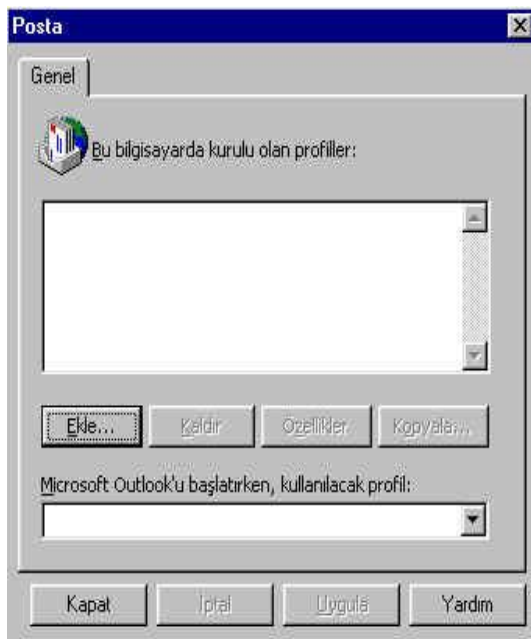 Posta
Genel
Bu bilgisayarda kurulu olan profiller:
Ekle... Kaldır Özellikler Kopyala...
Microsoft Outlook'u başlatırken, kullanılacak profil:
Kapat İptal Uygula Yardım